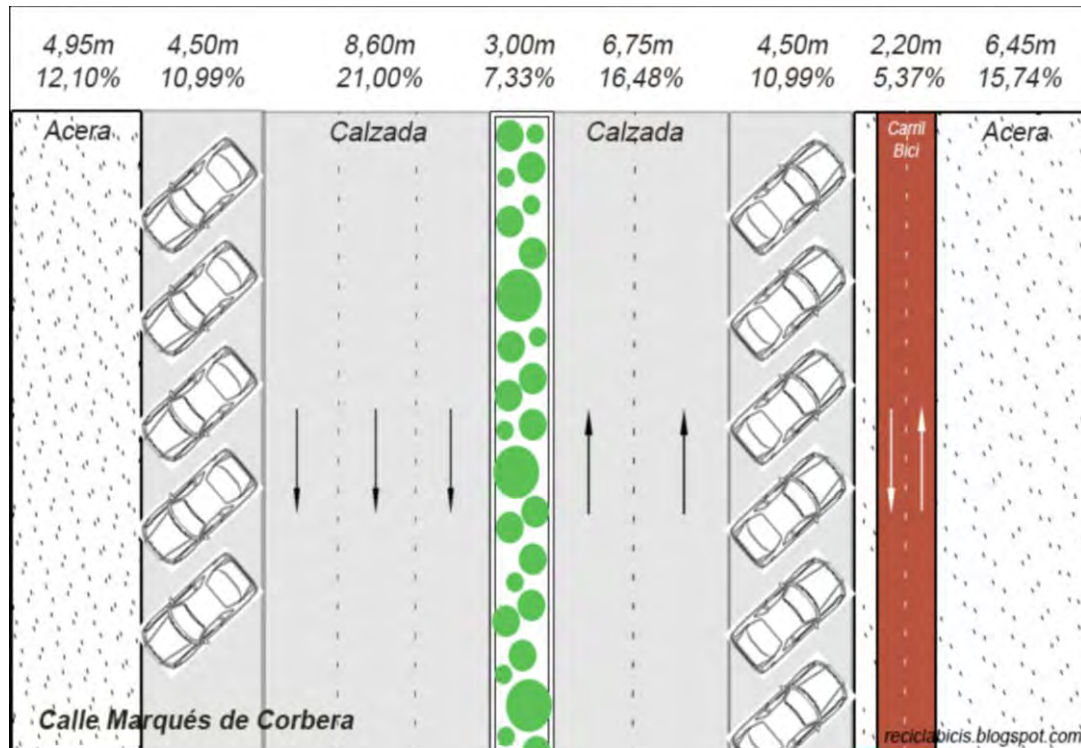 4,95m 4,50m 8,60m 3,00m 6,75m 4,50m 2,20m 6,45m
12,10% 10,99% 21,00% 7,33% 16,48% 10,99% 5,37% 15,74%
Acera Calzada Calzada Carril Acera
Bici
Calle Marqués de Corbera
reciclabicis.blogspot.com